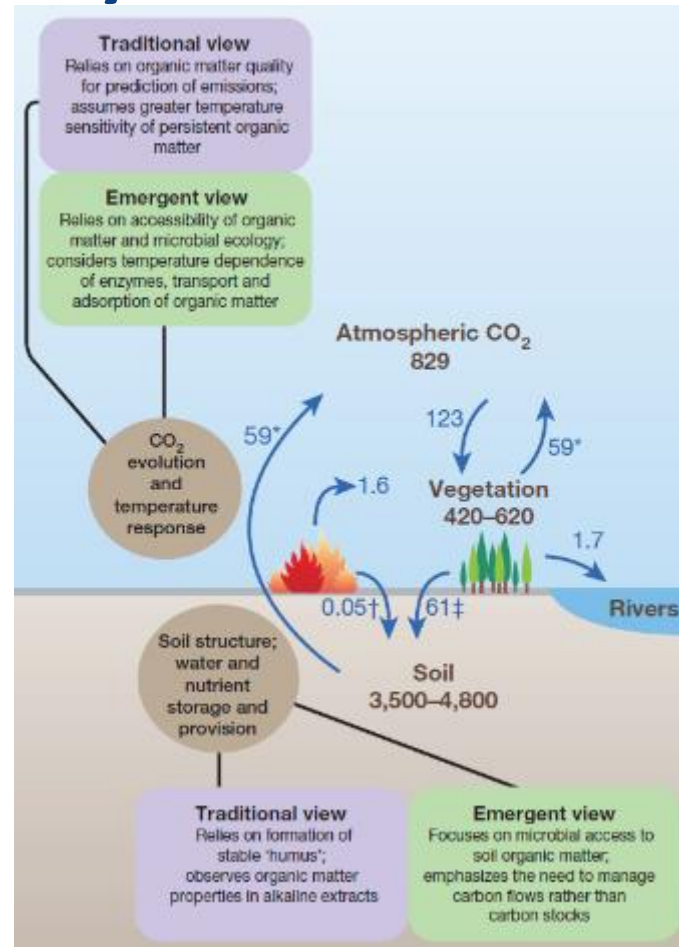 Traditional view
Relies on organic matter quality
for prediction of emissions;
assumes greater temperature
sensitivity of persistent organic
matter
Emergent view
Relies on accessibility of organic
matter and microbial ecology;
considers temperature dependence
of enzymes, transport and
adsorption of organic matter
Atmospheric CO2
829
CO2
evolution
and
temperature
response
59*
123
59*
1.6
Vegetation
420–620
1.7
0.05†
61‡
Rivers
Soil structure;
water and
nutrient
storage and
provision
Soil
3,500–4,800
Traditional view
Relies on formation of
stable 'humus';
observes organic matter
properties in alkaline extracts
Emergent view
Focuses on microbial access to
soil organic matter;
emphasizes the need to manage
carbon flows rather than
carbon stocks